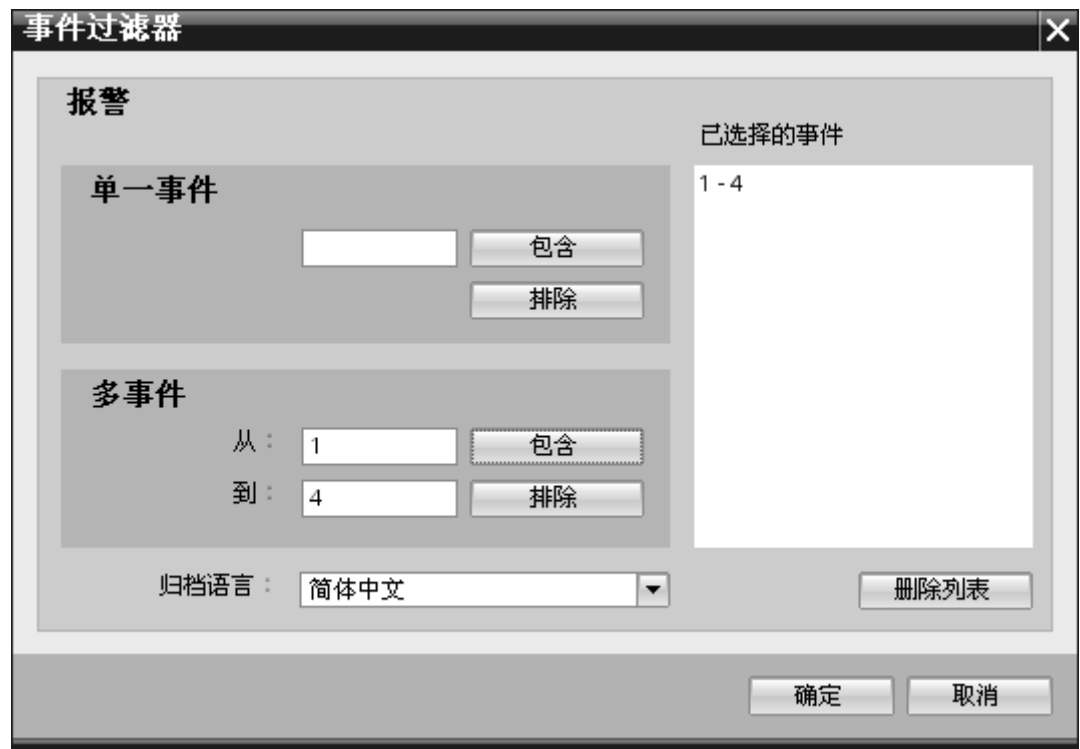 事件过滤器
报警
已选择的事件
单一事件
1 - 4
包含
排除
多事件
从： 1 包含
到： 4 排除
归档语言： 简体中文
删除列表
确定 取消